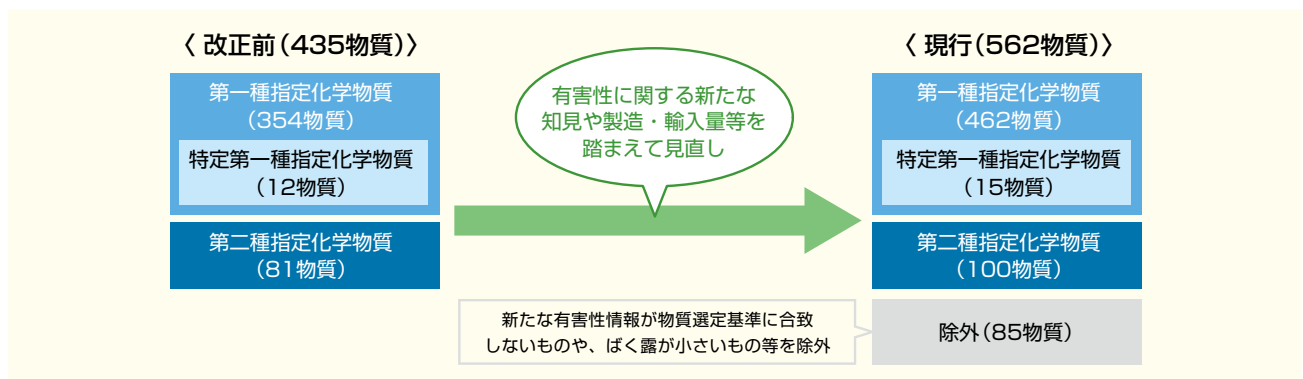 〈 改正前(435物質)〉
第一種指定化学物質
(354物質)
特定第一種指定化学物質
(12物質)
第二種指定化学物質
(81物質)
有害性に関する新たな
知見や製造・輸入量等を
踏まえて見直し
〈 現行(562物質)〉
第一種指定化学物質
(462物質)
特定第一種指定化学物質
(15物質)
第二種指定化学物質
(100物質)
新たな有害性情報が物質選定基準に合致
しないものや、ばく露が小さいもの等を除外
除外(85物質)